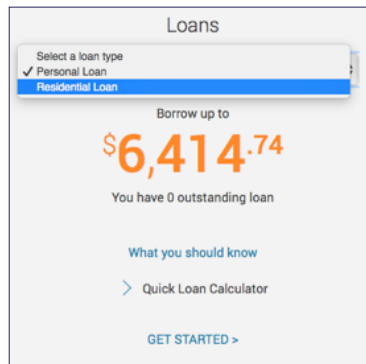 Loans
Select a loan type
✓ Personal Loan
Residential Loan
Borrow up to
$6,414.74
You have 0 outstanding loan
What you should know
> Quick Loan Calculator
GET STARTED >